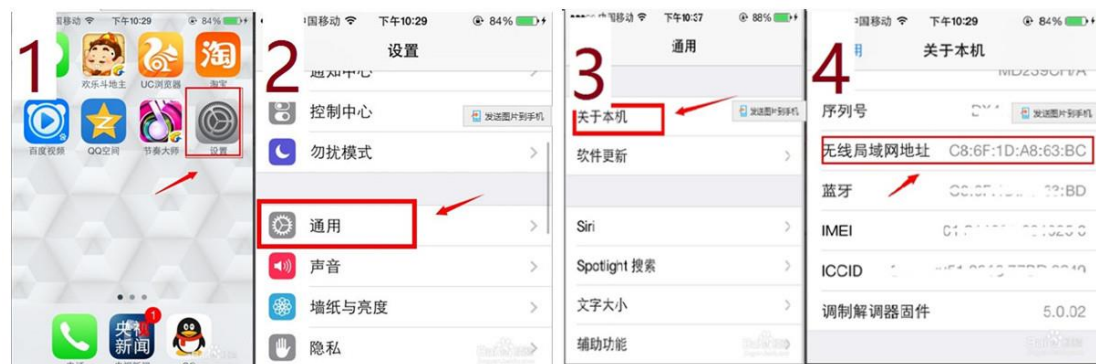 1
国移动 下午10:29 84%
欢乐斗地主 UC浏览器 淘宝
淘
百度视频 QQ空间 节奏大师 设置
央视
新闻
1
2
国移动 下午10:29 84%
设置
通知中心
控制中心
发送图片到手机
勿扰模式
通用
声音
墙纸与亮度
隐私
3
中国移动 下午10:37 88%
通用
关于本机
发送图片到手机
软件更新
Siri
Spotlight 搜索
文字大小
辅助功能
4
中国移动 下午10:29 84%
用 关于本机
序列号
发送图片到手机
无线局域网地址 C8:6F:1D:A8:63:BC
蓝牙
IMEI
ICCID
调制解调器固件 5.0.02